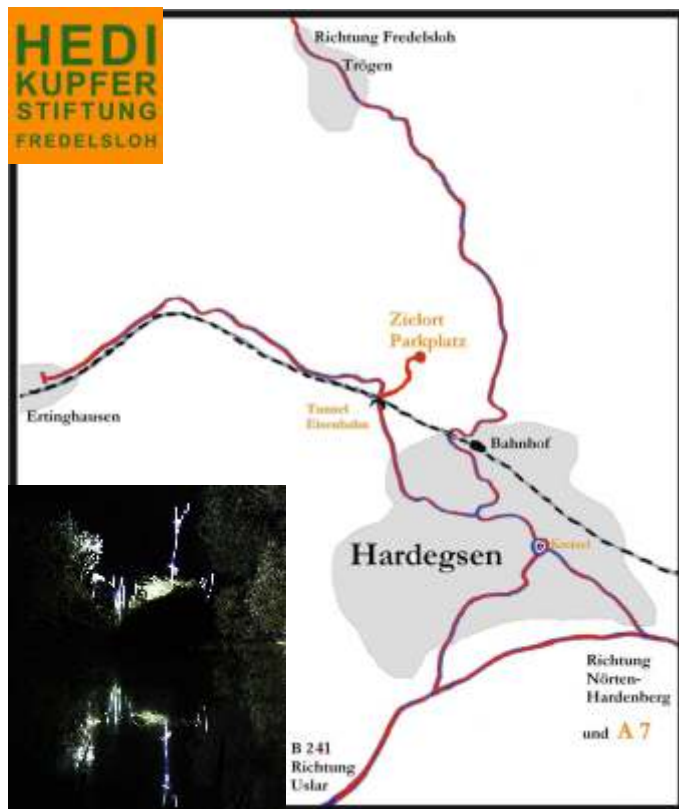 HEDI
KUPFER
STIFTUNG
FREDELSLOH
Richtung Fredelsloh
Trögen
Zielort
Parkplatz
Ertinghausen
Tunnel
Eisenbahn
Bahnhof
Hardegsen
Kreisel
Richtung
Nörten-
Hardenberg
und A 7
B 241
Richtung
Uslar